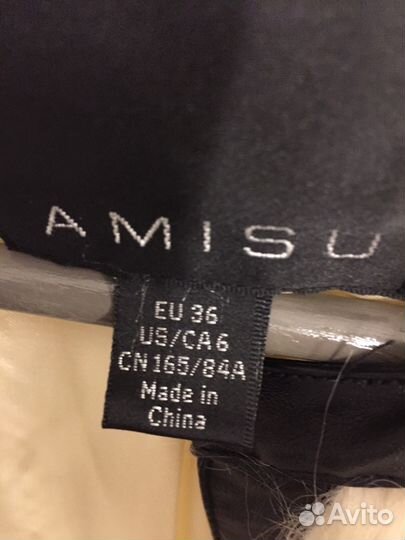 AMISU
EU 36
US/CA 6
CN 165/84A
Made in
China
Avito